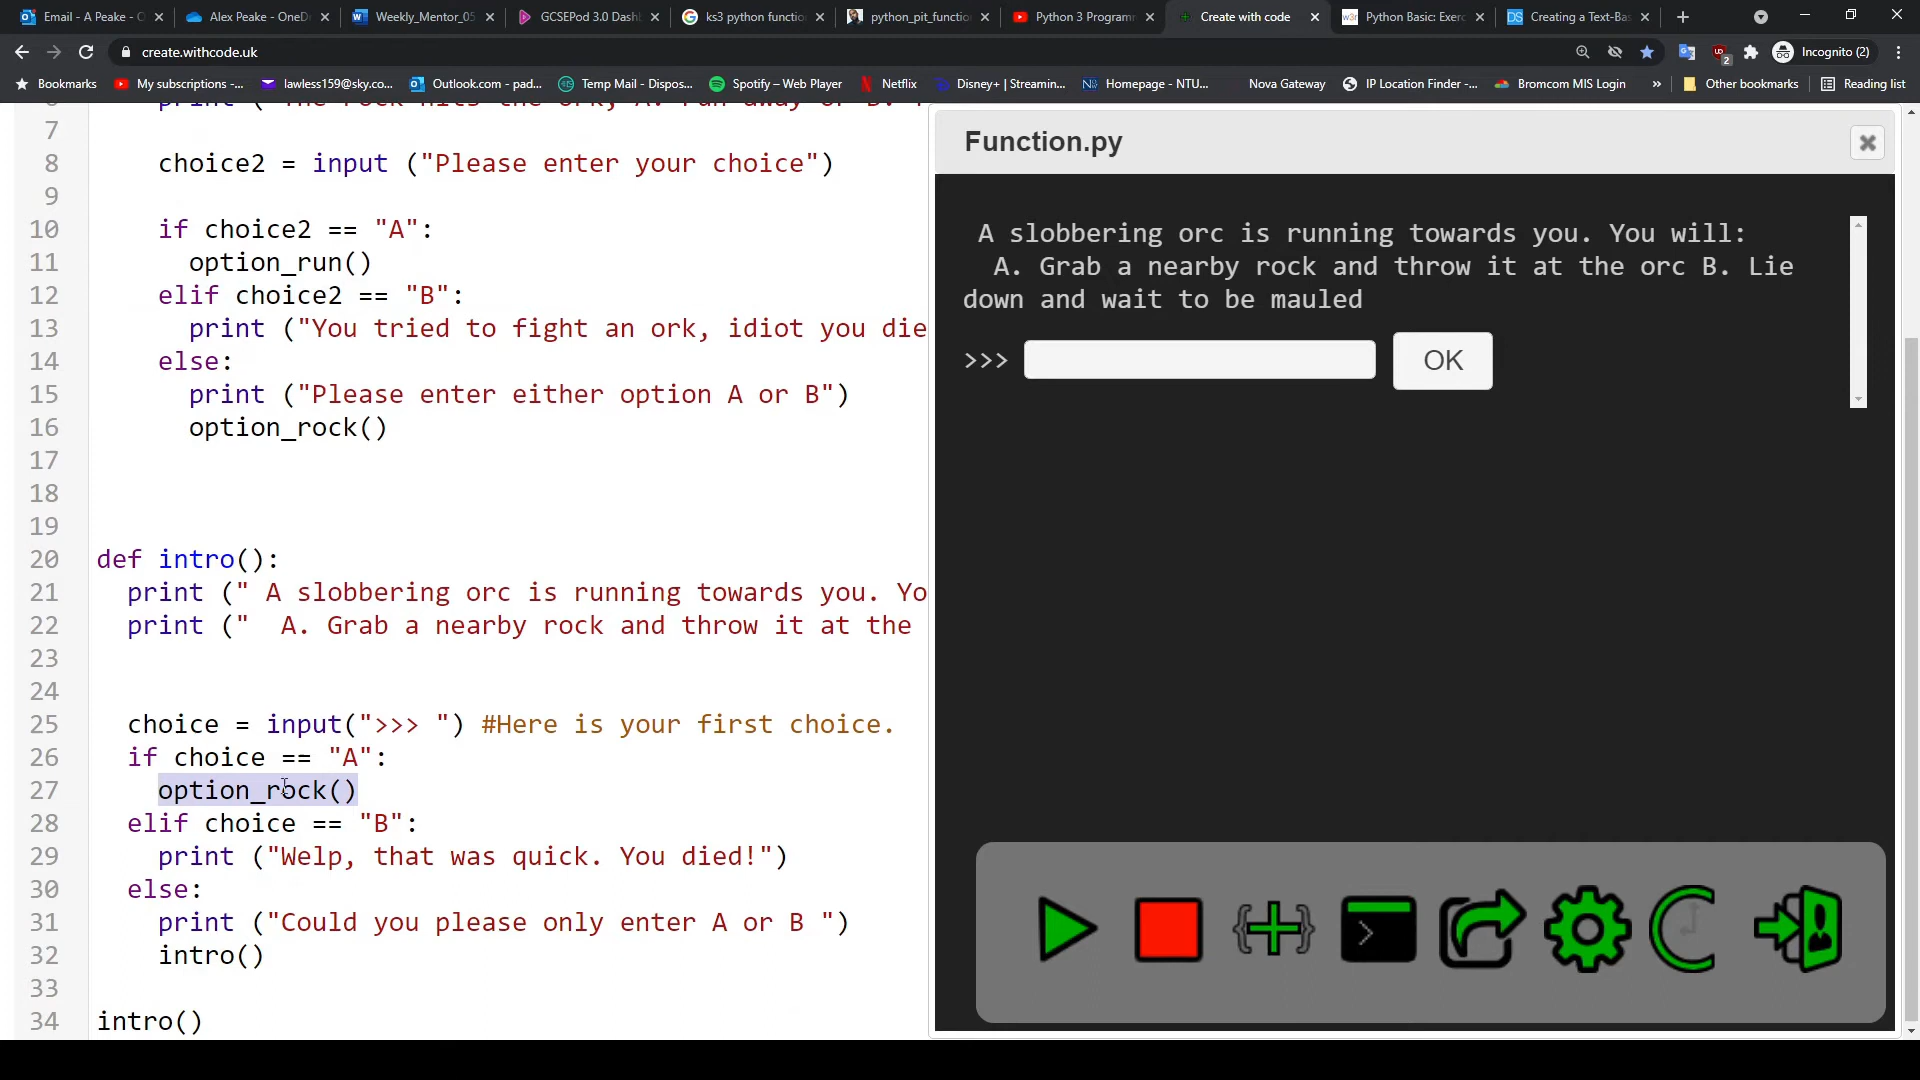 Email - A Peake - O
Alex Peake - OneDri
Weekly_Mentor_05
GCSEPod 3.0 Dash
ks3 python functio
python_pit_functio
Python 3 Programm
Create with code
Python Basic: Exerc
Creating a Text-Bas
create.withcode.uk
Incognito (2)
Bookmarks
My subscriptions -...
lawless159@sky.co...
Outlook.com - pad...
Temp Mail - Dispos...
Spotify – Web Player
Netflix
Disney+ | Streamin...
Homepage - NTU...
Nova Gateway
IP Location Finder -...
Bromcom MIS Login
»
Other bookmarks
Reading list
7
8 choice2 = input ("Please enter your choice")
9
10 if choice2 == "A":
11 option_run()
12 elif choice2 == "B":
13 print ("You tried to fight an ork, idiot you die
14 else:
15 print ("Please enter either option A or B")
16 option_rock()
17
18
19
20 def intro():
21 print (" A slobbering orc is running towards you. Yo
22 print ("  A. Grab a nearby rock and throw it at the
23
24
25 choice = input(">>> ") #Here is your first choice.
26 if choice == "A":
27 option_rock()
28 elif choice == "B":
29 print ("Welp, that was quick. You died!")
30 else:
31 print ("Could you please only enter A or B ")
32 intro()
33
34 intro()
Function.py
A slobbering orc is running towards you. You will:
A. Grab a nearby rock and throw it at the orc B. Lie
down and wait to be mauled
>>>
OK